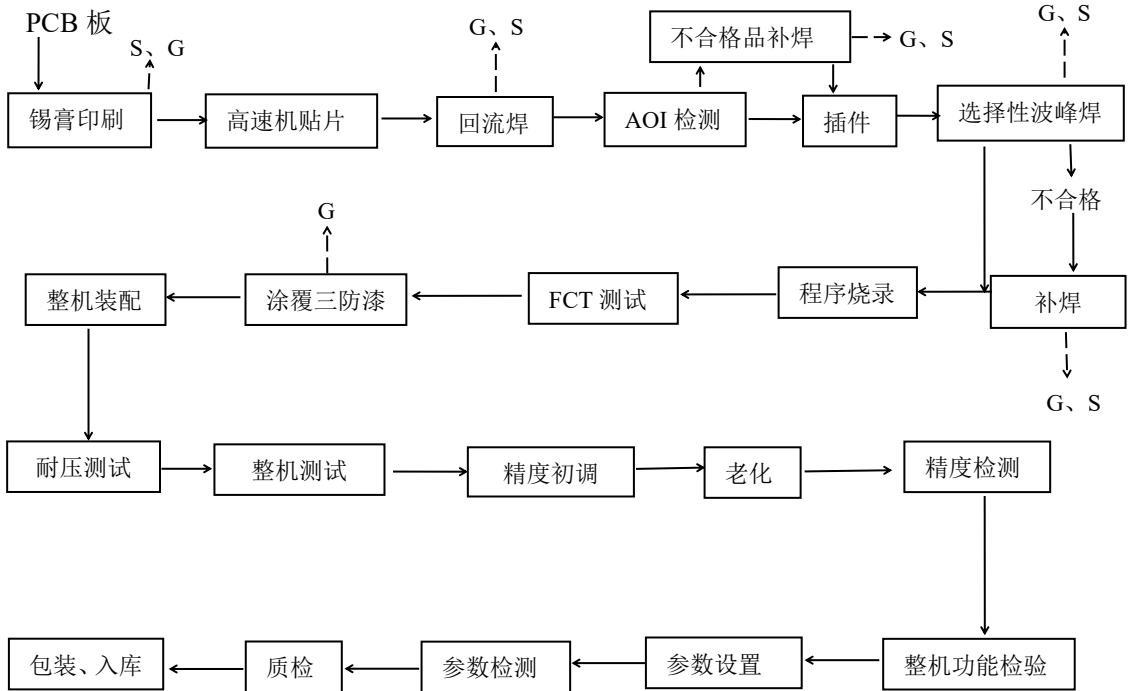 PCB 板
S、G
G、S
不合格品补焊
G、S
G、S
锡膏印刷
高速机贴片
回流焊
AOI 检测
插件
选择性波峰焊
不合格
G
整机装配
涂覆三防漆
FCT 测试
程序烧录
补焊
G、S
耐压测试
整机测试
精度初调
老化
精度检测
包装、入库
质检
参数检测
参数设置
整机功能检验